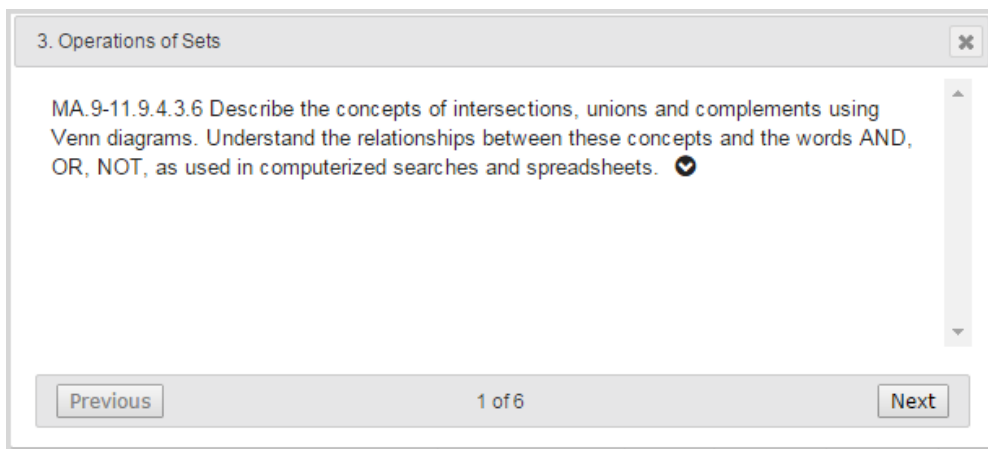 3. Operations of Sets
MA.9-11.9.4.3.6 Describe the concepts of intersections, unions and complements using
Venn diagrams. Understand the relationships between these concepts and the words AND,
OR, NOT, as used in computerized searches and spreadsheets.
Previous
1 of 6
Next